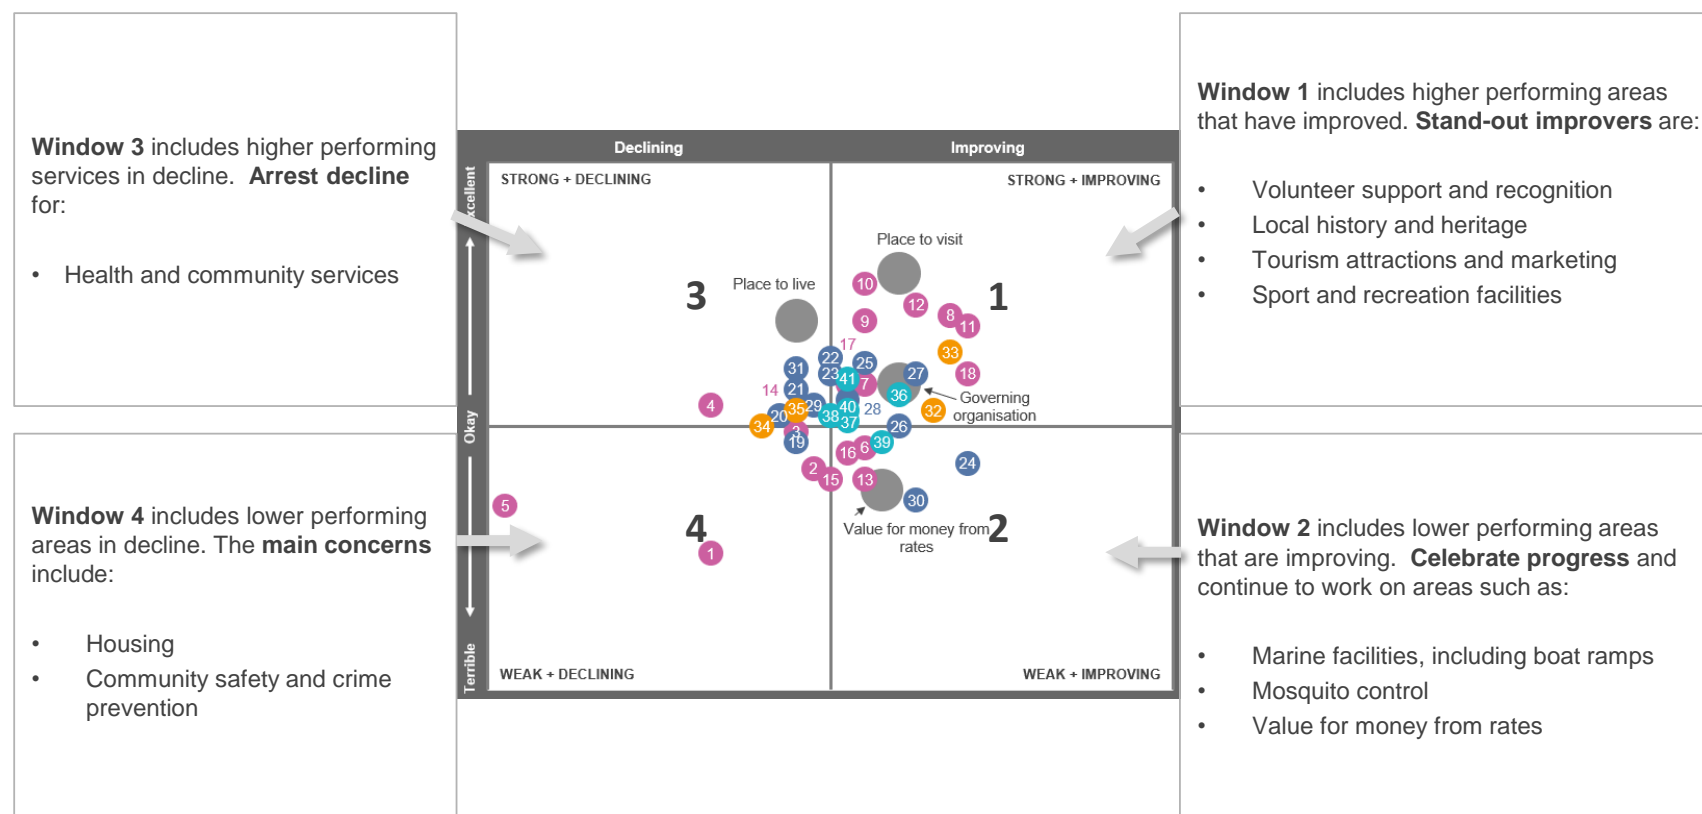 Window 3 includes higher performing
services in decline. Arrest decline
for:
• Health and community services
Window 4 includes lower performing
areas in decline. The main concerns
include:
• Housing
• Community safety and crime
prevention
Declining
Improving
STRONG + DECLINING
STRONG + IMPROVING
Excellent
Okay
Terrible
Place to visit
Place to live
3
1
10
12
8
11
9
17
33
22
25
31
23
41
7
27
18
14
21
36
Governing
organisation
4
35
29
40
28
32
20
38
37
34
3
26
19
39
16
6
2
24
15
13
30
5
4
Value for money from
rates
2
1
WEAK + DECLINING
WEAK + IMPROVING
Window 1 includes higher performing areas
that have improved. Stand-out improvers are:
• Volunteer support and recognition
• Local history and heritage
• Tourism attractions and marketing
• Sport and recreation facilities
Window 2 includes lower performing areas
that are improving. Celebrate progress and
continue to work on areas such as:
• Marine facilities, including boat ramps
• Mosquito control
• Value for money from rates